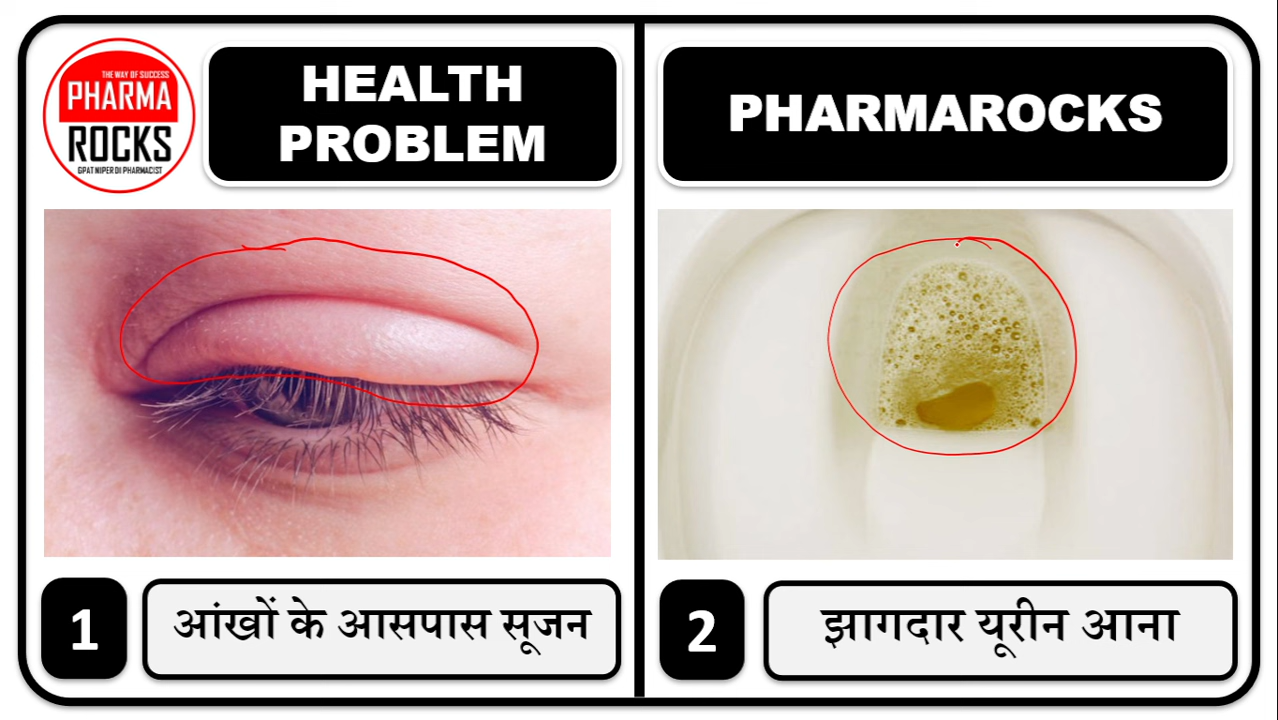 THE WAY OF SUCCESS
PHARMA
ROCKS
GPAT NIPER DI PHARMACIST
HEALTH
PROBLEM
PHARMAROCKS
1
आंखों के आसपास सूजन
2
झागदार यूरीन आना